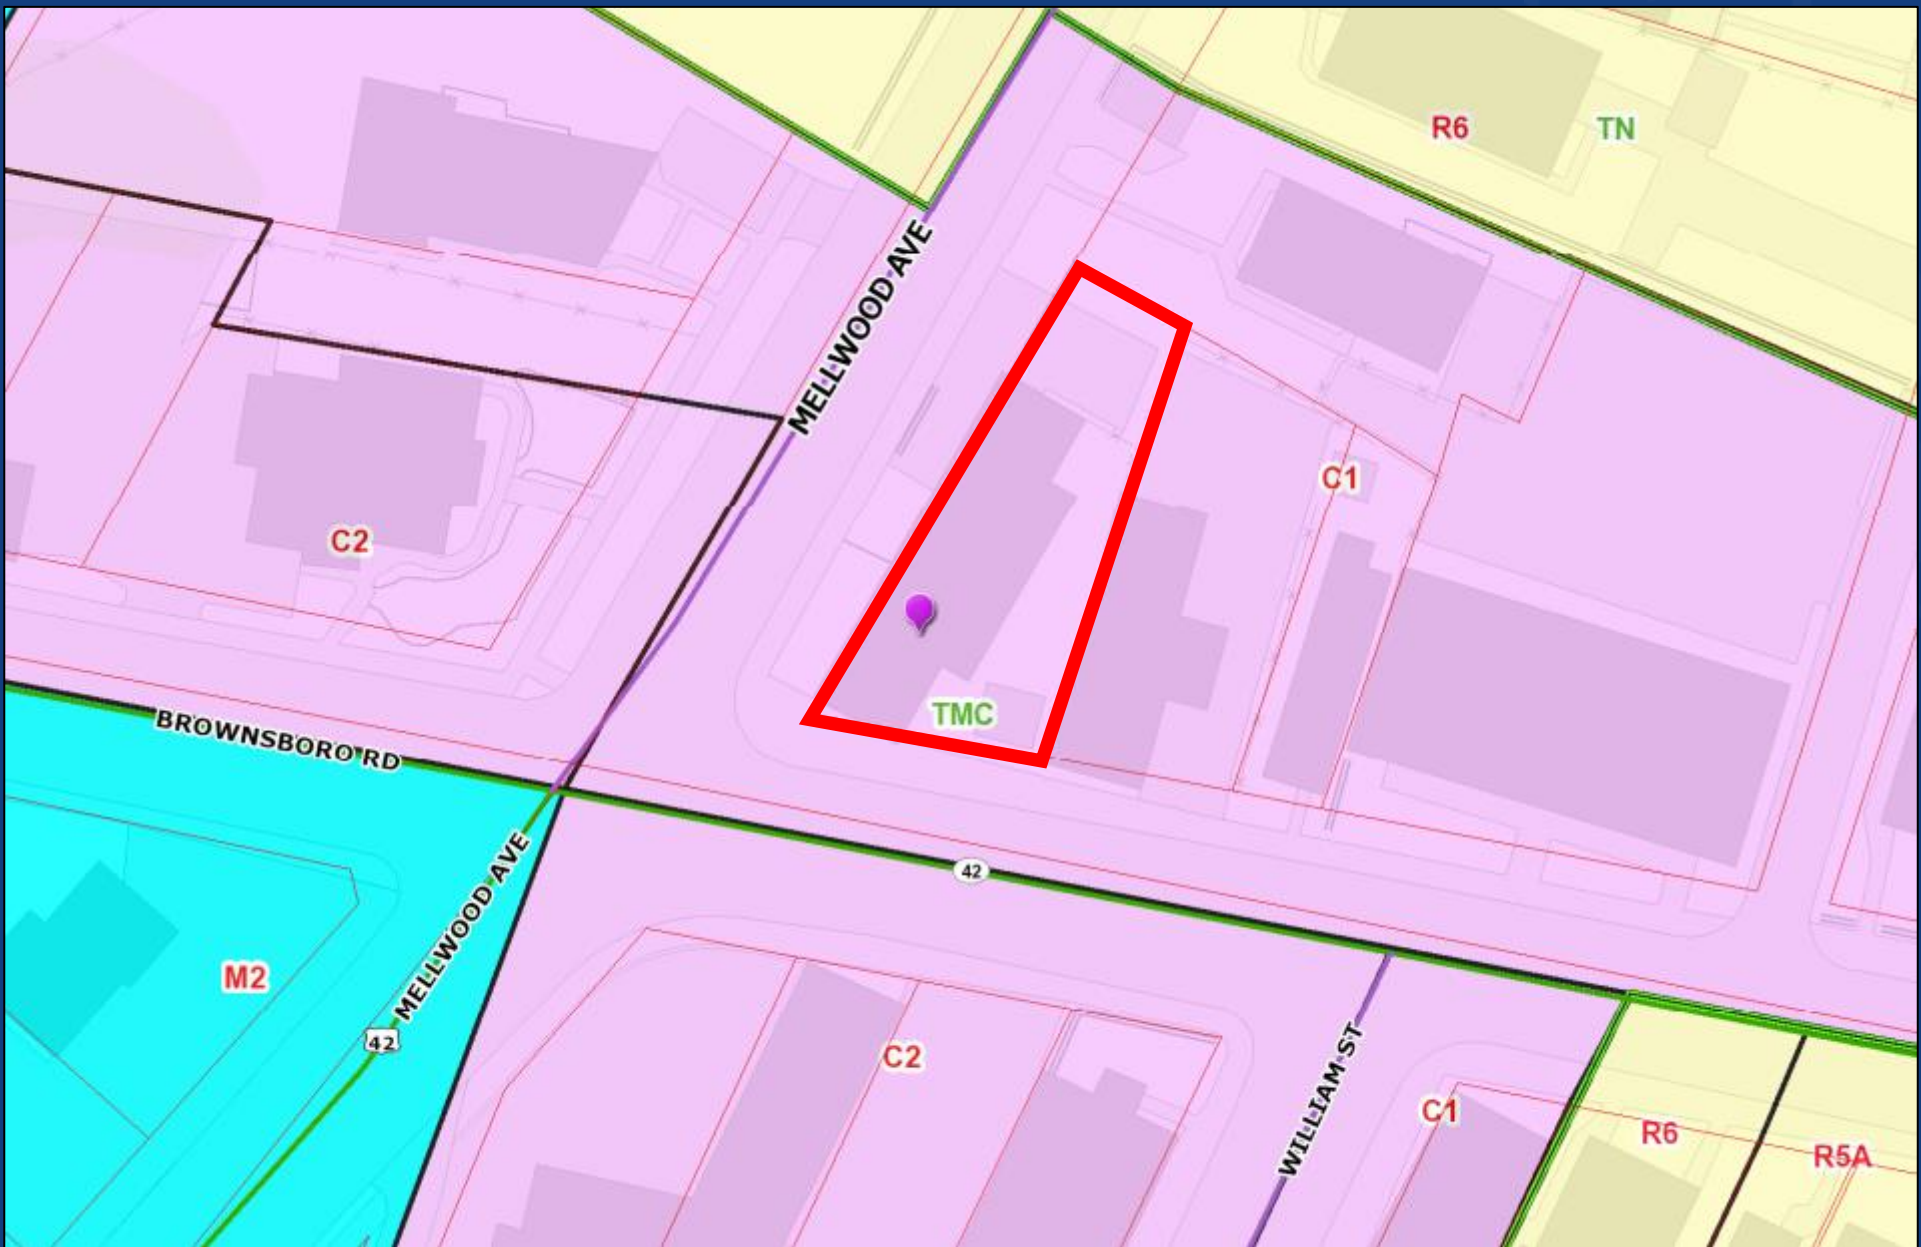 R6
TN
MELLWOOD AVE
C1
C2
TMC
BROWNSBORO RD
42
MELLWOOD AVE
M2
42
C2
WILLIAM ST
C1
R6
R5A